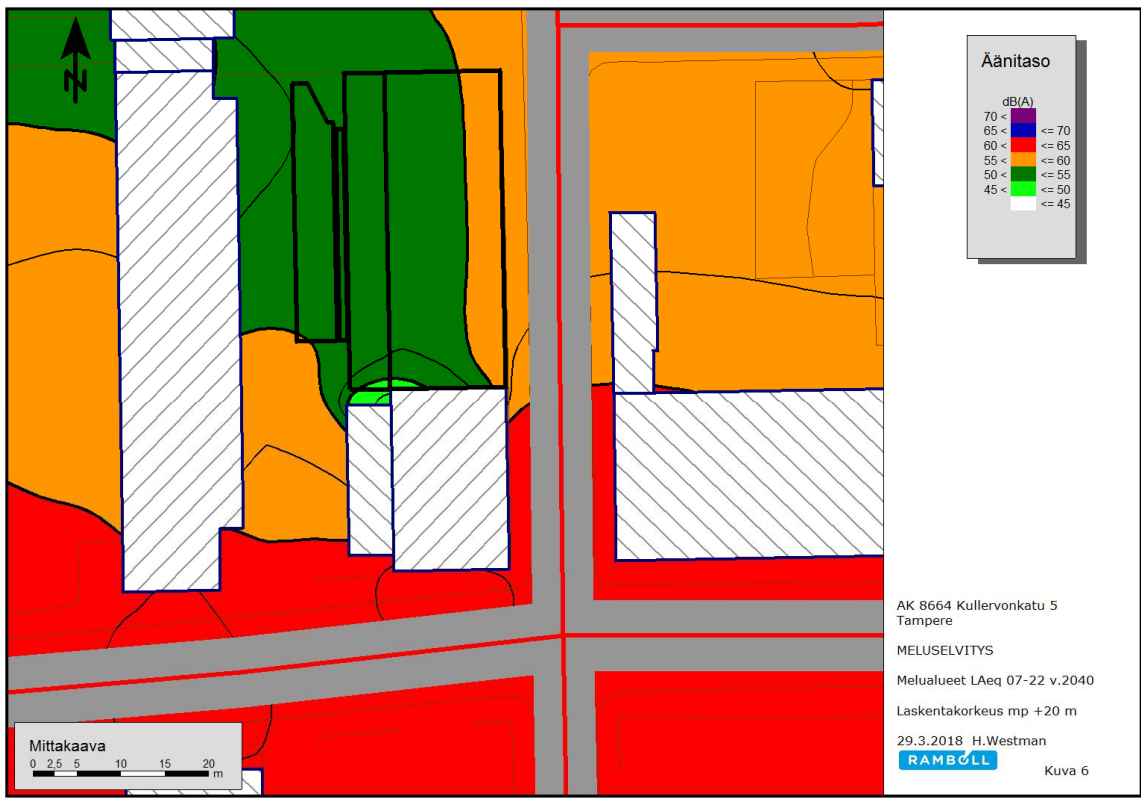 N
Äänitaso
dB(A)
70 <
65 < <= 70
60 < <= 65
55 < <= 60
50 < <= 55
45 < <= 50
<= 45
AK 8664 Kullervonkatu 5
Tampere
MELUSELVITYS
Melualueet LAeq 07-22 v.2040
Laskentakorkeus mp +20 m
29.3.2018 H.Westman
RAMBOLL
Kuva 6
Mittakaava
0 2,5 5 10 15 20
m